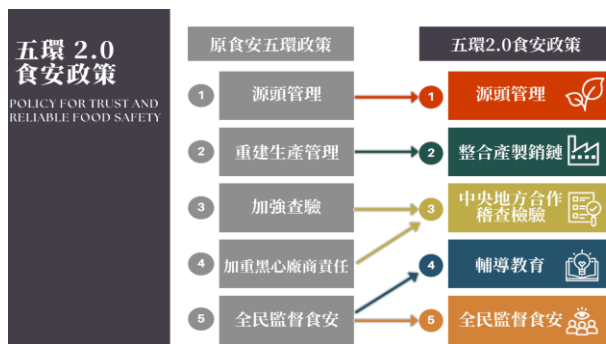 五環 2.0
食安政策
POLICY FOR TRUST AND
RELIABLE FOOD SAFETY
原食安五環政策
五環2.0食安政策
1 源頭管理
1 源頭管理
2 重建生產管理
2 整合產製銷鏈
3 加強查驗
3 中央地方合作
稽查檢驗
4 加重黑心廠商責任
4 輔導教育
5 全民監督食安
5 全民監督食安